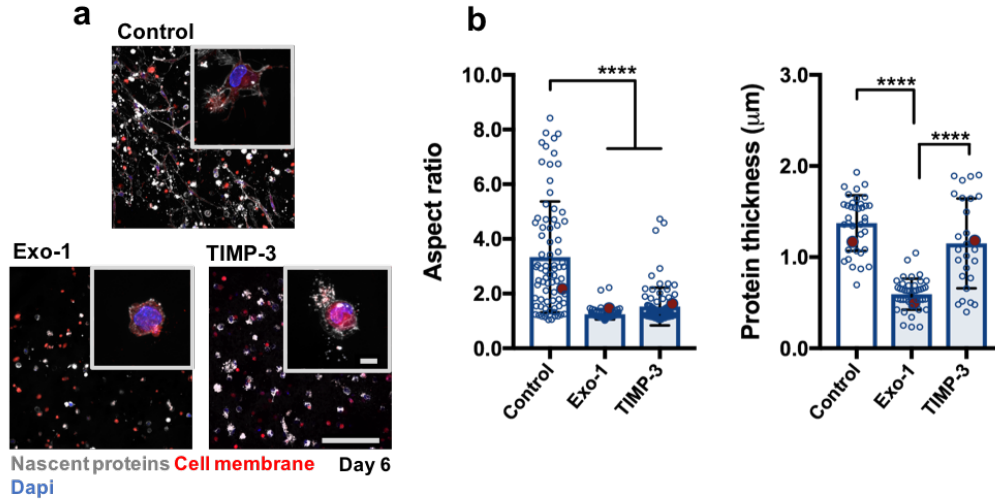 a
Control
Exo-1
TIMP-3
Nascent proteins Cell membrane Day 6
Dapi
b
Aspect ratio
10.0
8.0
6.0
4.0
2.0
0.0
****
Control
Exo-1
TIMP-3
Protein thickness (μm)
3.0
2.0
1.0
0.0
****
****
Control
Exo-1
TIMP-3